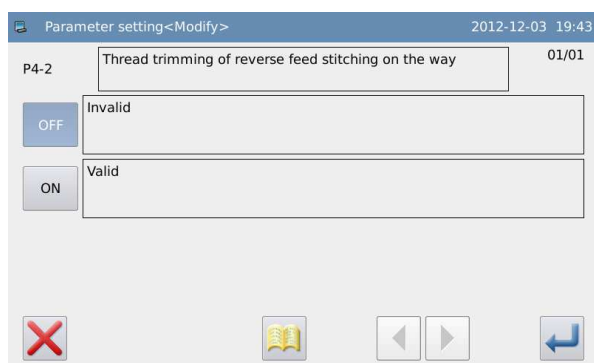 Parameter setting<Modify>
2012-12-03 19:43
P4-2
Thread trimming of reverse feed stitching on the way
01/01
OFF
Invalid
ON
Valid